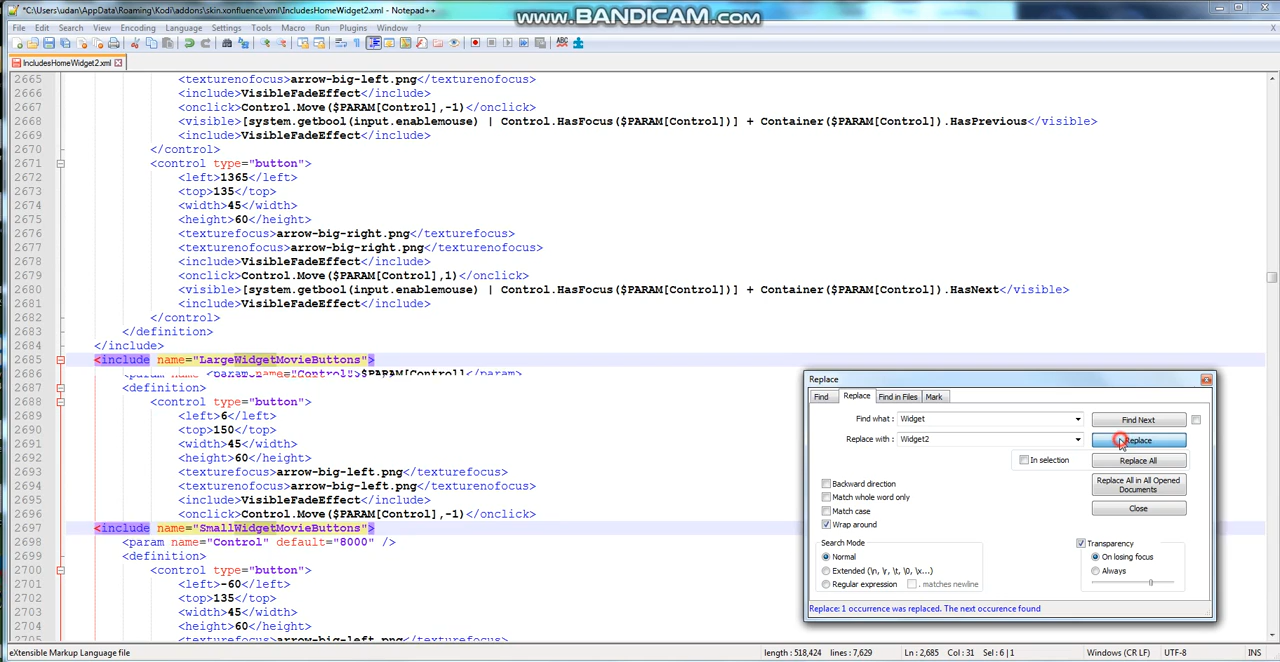 *C:\Users\udan\AppData\Roaming\Kodi\addons\skin.xonfluence\xml\IncludesHomeWidget2.xml - Notepad++
www.BANDICAM.com
File Edit Search View Encoding Language Settings Tools Macro Run Plugins Window ? X
IncludesHomeWidget2.xml
2665 <texturenofocus>arrow-big-left.png</texturenofocus>
2666 <include>VisibleFadeEffect</include>
2667 <onclick>Control.Move($PARAM[Control],-1)</onclick>
2668 <visible>[system.getbool(input.enablemouse) | Control.HasFocus($PARAM[Control])] + Container($PARAM[Control]).HasPrevious</visible>
2669 <include>VisibleFadeEffect</include>
2670 </control>
2671 <control type="button">
2672 <left>1365</left>
2673 <top>135</top>
2674 <width>45</width>
2675 <height>60</height>
2676 <texturefocus>arrow-big-right.png</texturefocus>
2677 <texturenofocus>arrow-big-right.png</texturenofocus>
2678 <include>VisibleFadeEffect</include>
2679 <onclick>Control.Move($PARAM[Control],1)</onclick>
2680 <visible>[system.getbool(input.enablemouse) | Control.HasFocus($PARAM[Control])] + Container($PARAM[Control]).HasNext</visible>
2681 <include>VisibleFadeEffect</include>
2682 </control>
2683 </definition>
2684 </include>
2685 <include name="LargeWidgetMovieButtons">
2686 <param name="Control">$PARAM[Control]</param>
2687 <definition>
2688 <control type="button">
2689 <left>6</left>
2690 <top>150</top>
2691 <width>45</width>
2692 <height>60</height>
2693 <texturefocus>arrow-big-left.png</texturefocus>
2694 <texturenofocus>arrow-big-left.png</texturenofocus>
2695 <include>VisibleFadeEffect</include>
2696 <onclick>Control.Move($PARAM[Control],-1)</onclick>
2697 <include name="SmallWidgetMovieButtons">
2698 <param name="Control" default="8000" />
2699 <definition>
2700 <control type="button">
2701 <left>-60</left>
2702 <top>135</top>
2703 <width>45</width>
2704 <height>60</height>
2705 <texturefocus>arrow-big-left.png</texturefocus>
Replace
Find Replace Find in Files Mark
Find what : Widget Find Next
Replace with : Widget2 Replace
In selection Replace All
Replace All in All Opened Documents
Close
Backward direction
Match whole word only
Match case
Wrap around
Search Mode
Normal
Extended (\n, \r, \t, \0, \x...)
Regular expression . matches newline
Transparency
On losing focus
Always
Replace: 1 occurrence was replaced. The next occurence found
eXtensible Markup Language file length : 518,424 lines : 7,629 Ln : 2,685 Col : 31 Sel : 6 | 1 Windows (CR LF) UTF-8 INS